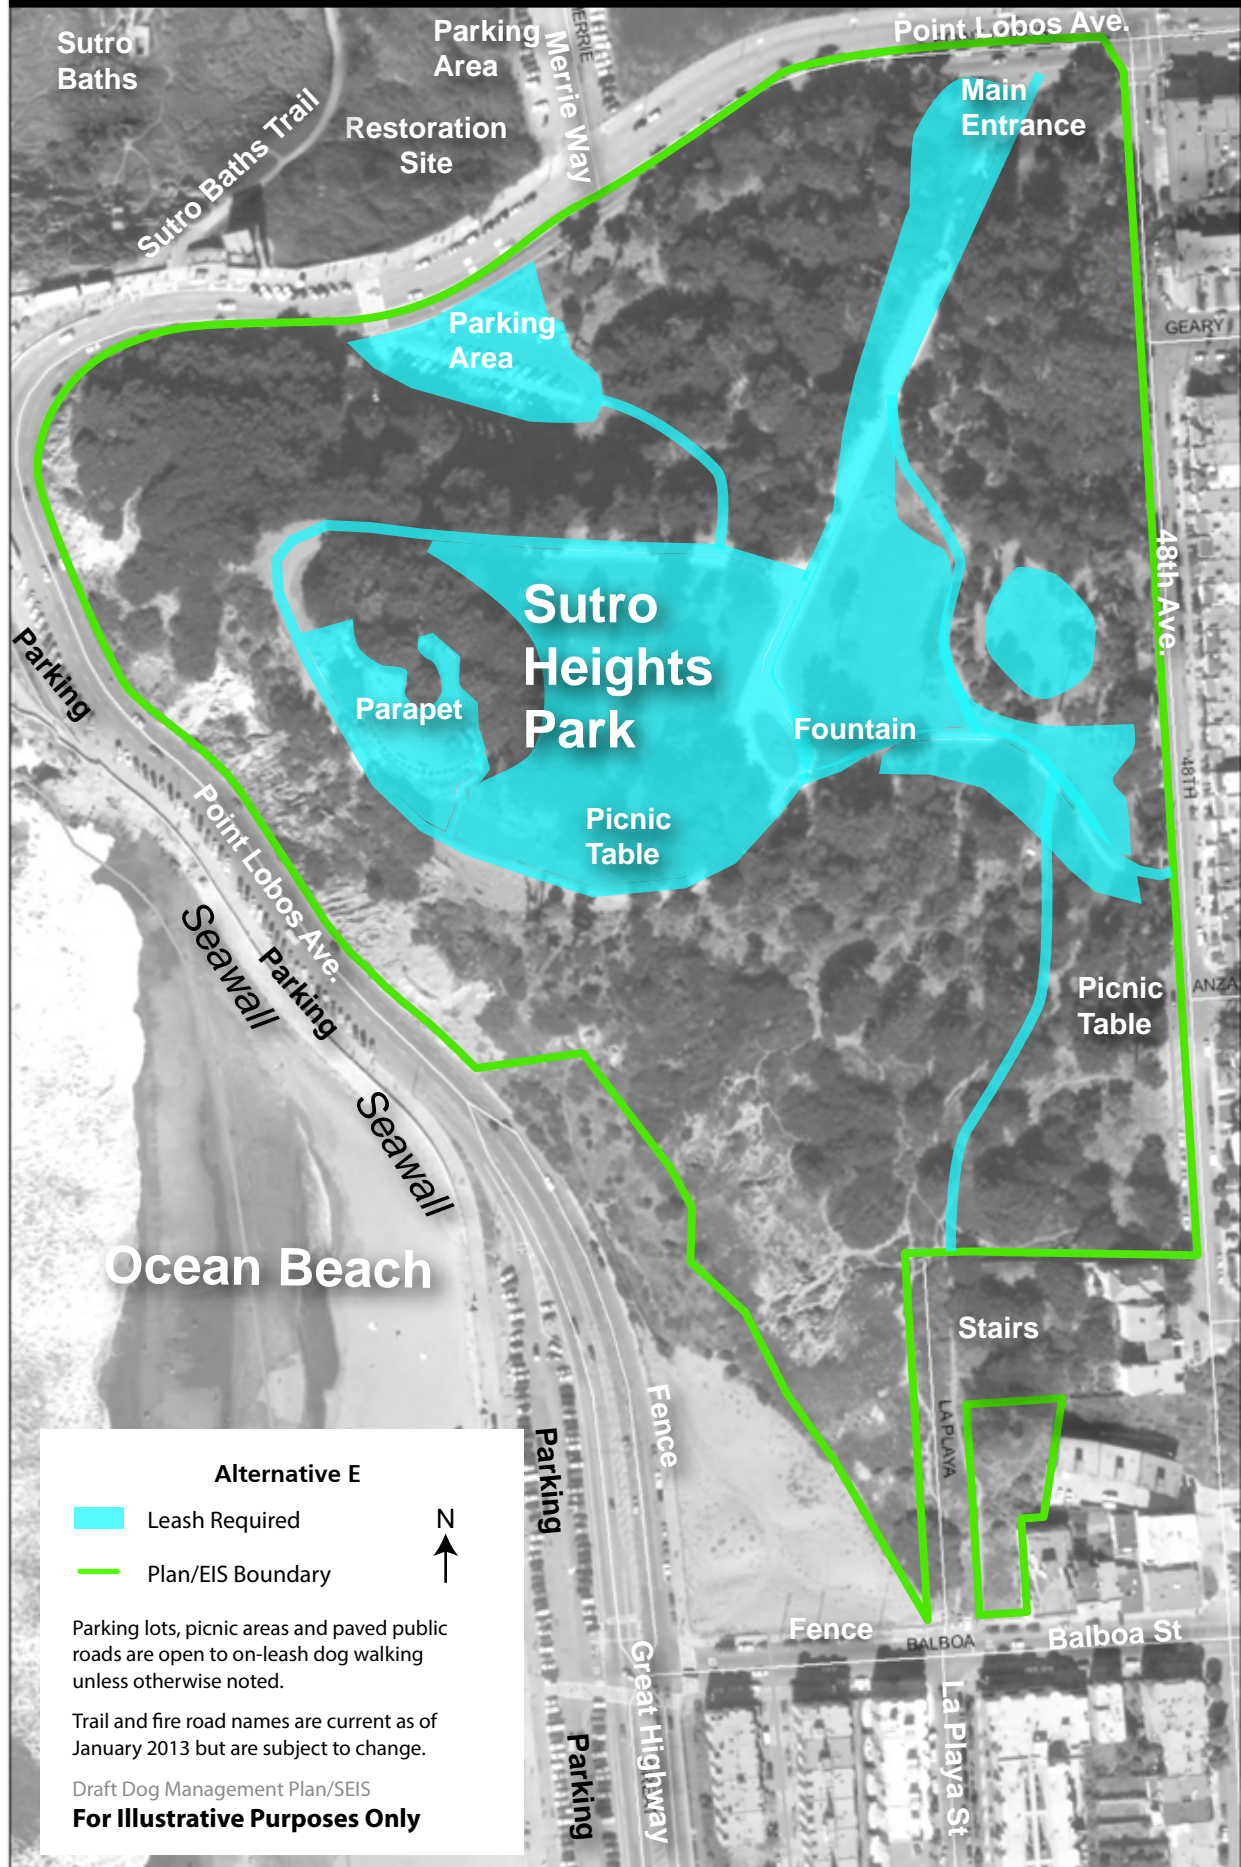 Sutro
Baths
Parking
Area
MERRIE
Merrie Way
Point Lobos Ave.
Main
Entrance
Restoration
Site
Sutro Baths Trail
Parking
Area
GEARY
Sutro
Heights
Park
48th Ave.
Parking
Parapet
Fountain
48TH
Point Lobos Ave.
Picnic
Table
Seawall
Parking
Picnic
Table
ANZA
Seawall
Ocean Beach
Stairs
Fence
LA PLAYA
Parking
Alternative E
Leash Required
N
Plan/EIS Boundary
Parking lots, picnic areas and paved public
roads are open to on-leash dog walking
unless otherwise noted.
Trail and fire road names are current as of
January 2013 but are subject to change.
Draft Dog Management Plan/SEIS
For Illustrative Purposes Only
Fence
BALBOA
Balboa St
Great Highway
La Playa St
Parking